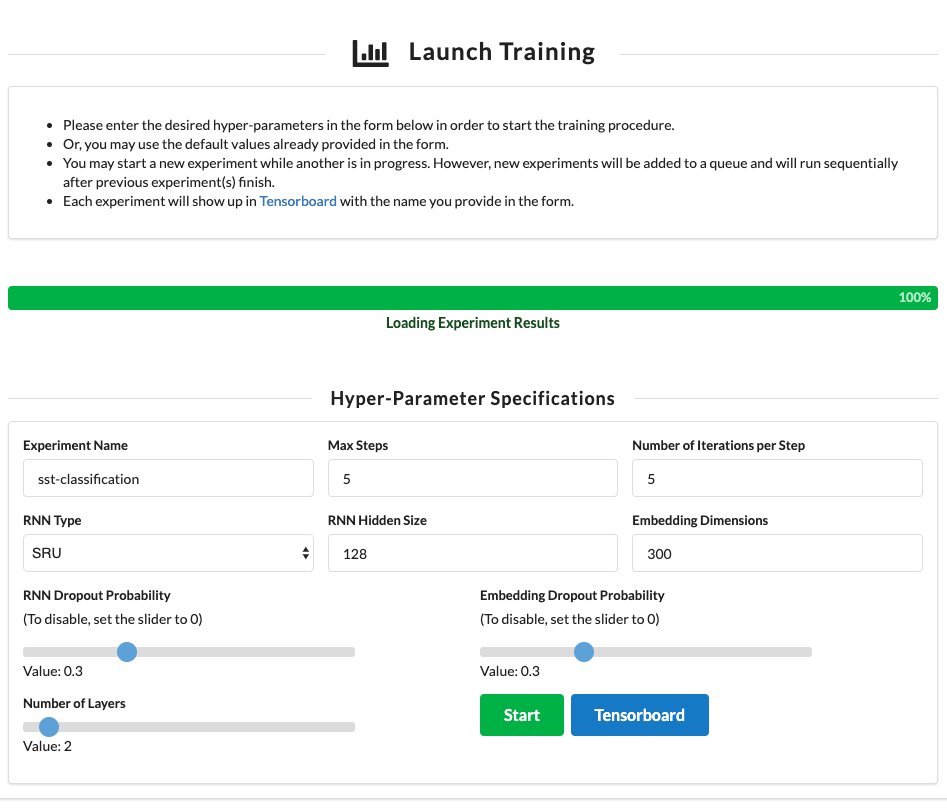 Launch Training
Please enter the desired hyper-parameters in the form below in order to start the training procedure.
Or, you may use the default values already provided in the form.
You may start a new experiment while another is in progress. However, new experiments will be added to a queue and will run sequentially
after previous experiment(s) finish.
Each experiment will show up in Tensorboard with the name you provide in the form.
100%
Loading Experiment Results
Hyper-Parameter Specifications
Experiment Name
Max Steps
Number of Iterations per Step
sst-classification
5
5
RNN Type
RNN Hidden Size
Embedding Dimensions
SRU
128
300
RNN Dropout Probability
(To disable, set the slider to 0)
Value: 0.3
Embedding Dropout Probability
(To disable, set the slider to 0)
Value: 0.3
Number of Layers
Value: 2
Start
Tensorboard